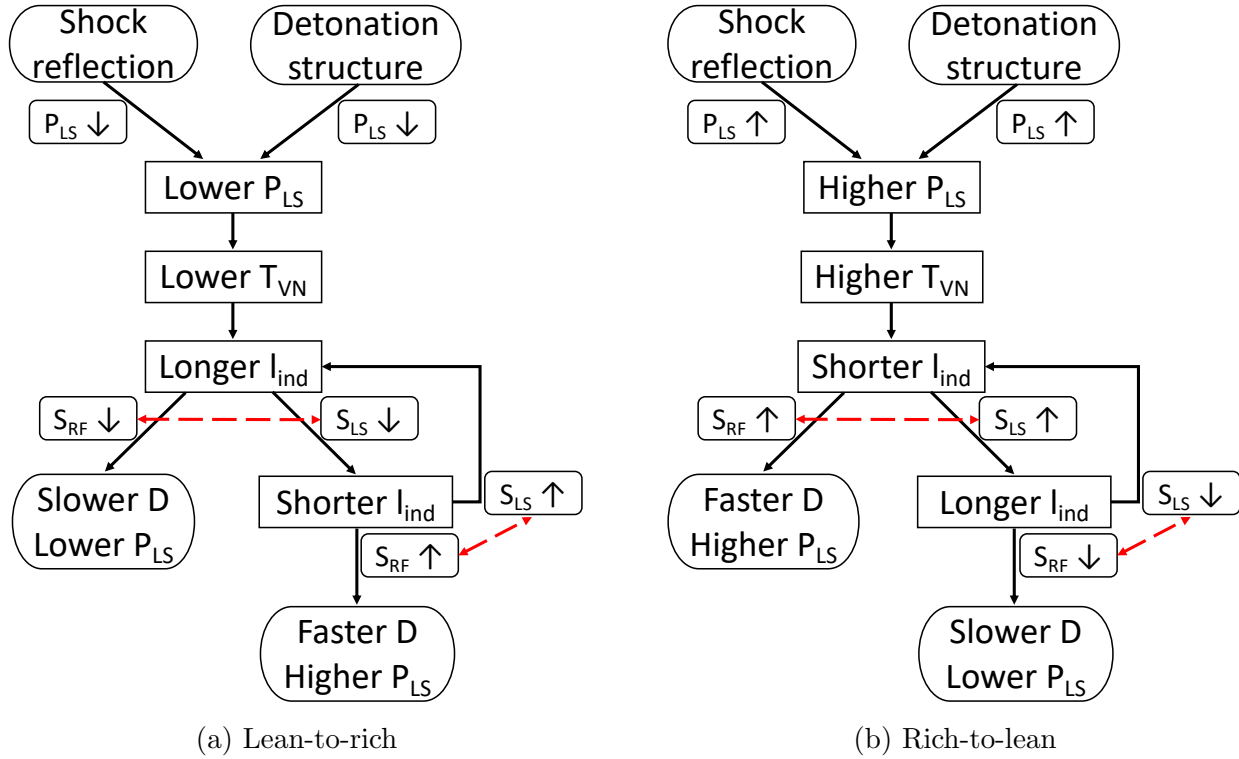 Shock
reflection
Detonation
structure
P_LS ↓
P_LS ↓
Lower P_LS
Lower T_VN
Longer l_ind
S_RF ↓
S_LS ↓
Slower D
Lower P_LS
Shorter l_ind
S_LS ↑
S_RF ↑
Faster D
Higher P_LS
(a) Lean-to-rich
Shock
reflection
Detonation
structure
P_LS ↑
P_LS ↑
Higher P_LS
Higher T_VN
Shorter l_ind
S_RF ↑
S_LS ↑
Faster D
Higher P_LS
Longer l_ind
S_LS ↓
S_RF ↓
Slower D
Lower P_LS
(b) Rich-to-lean